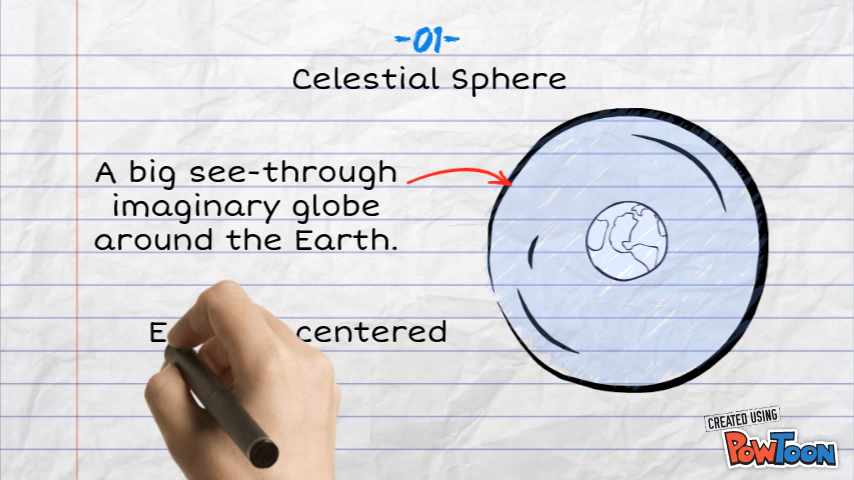 -01-
Celestial Sphere
A big see-through
imaginary globe
around the Earth.
E centered
CREATED USING
POWTOON